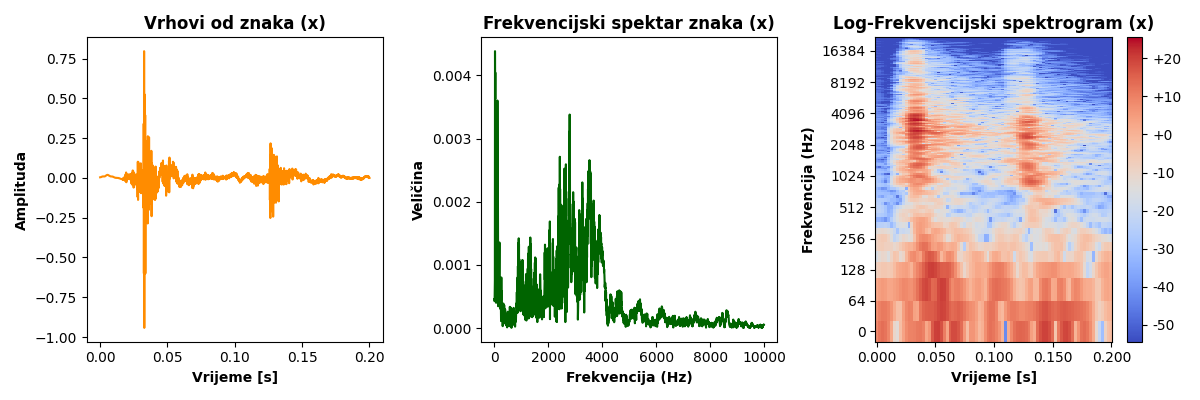 Vrhovi od znaka (x)
Amplituda
0.75
0.50
0.25
0.00
−0.25
−0.50
−0.75
−1.00
0.00 0.05 0.10 0.15 0.20
Vrijeme [s]
Frekvencijski spektar znaka (x)
Veličina
0.004
0.003
0.002
0.001
0.000
0 2000 4000 6000 8000 10000
Frekvencija (Hz)
Log-Frekvencijski spektrogram (x)
Frekvencija (Hz)
16384
8192
4096
2048
1024
512
256
128
64
0
0.000 0.050 0.100 0.150 0.200
Vrijeme [s]
+20
+10
+0
-10
-20
-30
-40
-50